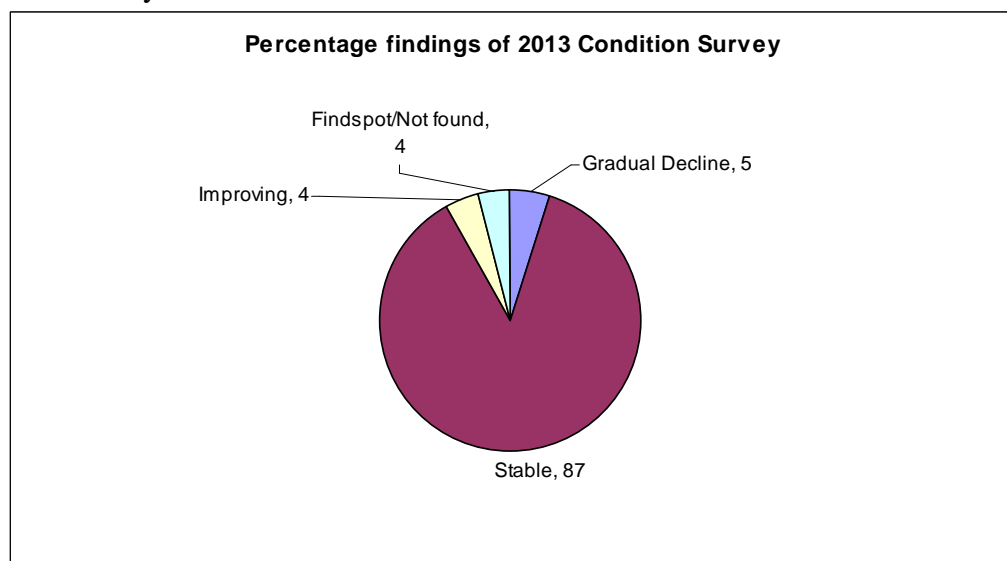 Percentage findings of 2013 Condition Survey
Findspot/Not found,
4
Gradual Decline, 5
Improving, 4
Stable, 87